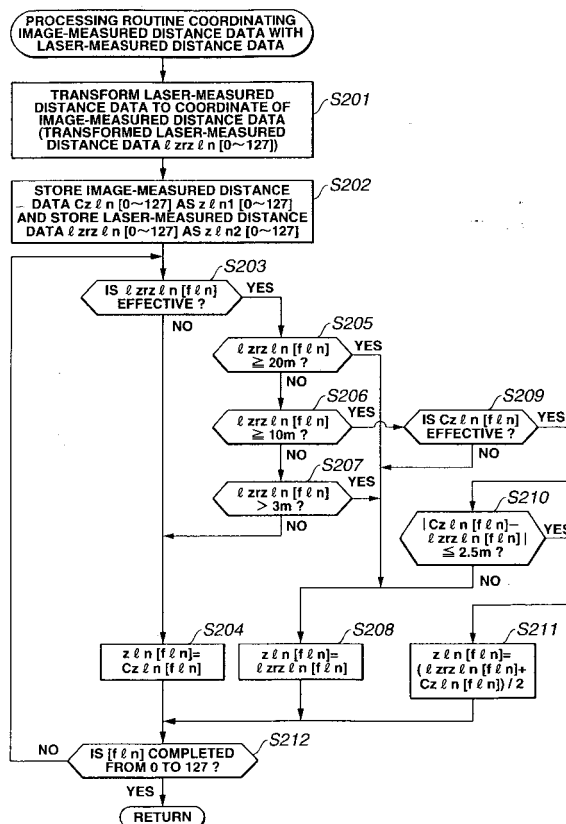 PROCESSING ROUTINE COORDINATING
IMAGE-MEASURED DISTANCE DATA WITH
LASER-MEASURED DISTANCE DATA
TRANSFORM LASER-MEASURED
DISTANCE DATA TO COORDINATE OF
IMAGE-MEASURED DISTANCE DATA
(TRANSFORMED LASER-MEASURED
DISTANCE DATA ℓ zrz ℓ n [0~127])
S201
STORE IMAGE-MEASURED DISTANCE
DATA Cz ℓ n [0~127] AS z ℓ n1 [0~127]
AND STORE LASER-MEASURED DISTANCE
DATA ℓ zrz ℓ n [0~127] AS z ℓ n2 [0~127]
S202
S203
IS ℓ zrz ℓ n [f ℓ n]
EFFECTIVE ?
YES
NO
S205
ℓ zrz ℓ n [f ℓ n]
≧ 20m ?
YES
NO
S206
ℓ zrz ℓ n [f ℓ n]
≧ 10m ?
YES
NO
S209
IS Cz ℓ n [f ℓ n]
EFFECTIVE ?
YES
NO
S207
ℓ zrz ℓ n [f ℓ n]
> 3m ?
YES
NO
S210
| Cz ℓ n [f ℓ n]–
ℓ zrz ℓ n [f ℓ n] |
≦ 2.5m ?
YES
NO
S204
z ℓ n [f ℓ n]=
Cz ℓ n [f ℓ n]
S208
z ℓ n [f ℓ n]=
ℓ zrz ℓ n [f ℓ n]
S211
z ℓ n [f ℓ n]=
(ℓ zrz ℓ n [f ℓ n]+
Cz ℓ n [f ℓ n]) / 2
S212
NO
IS [f ℓ n] COMPLETED
FROM 0 TO 127 ?
YES
RETURN